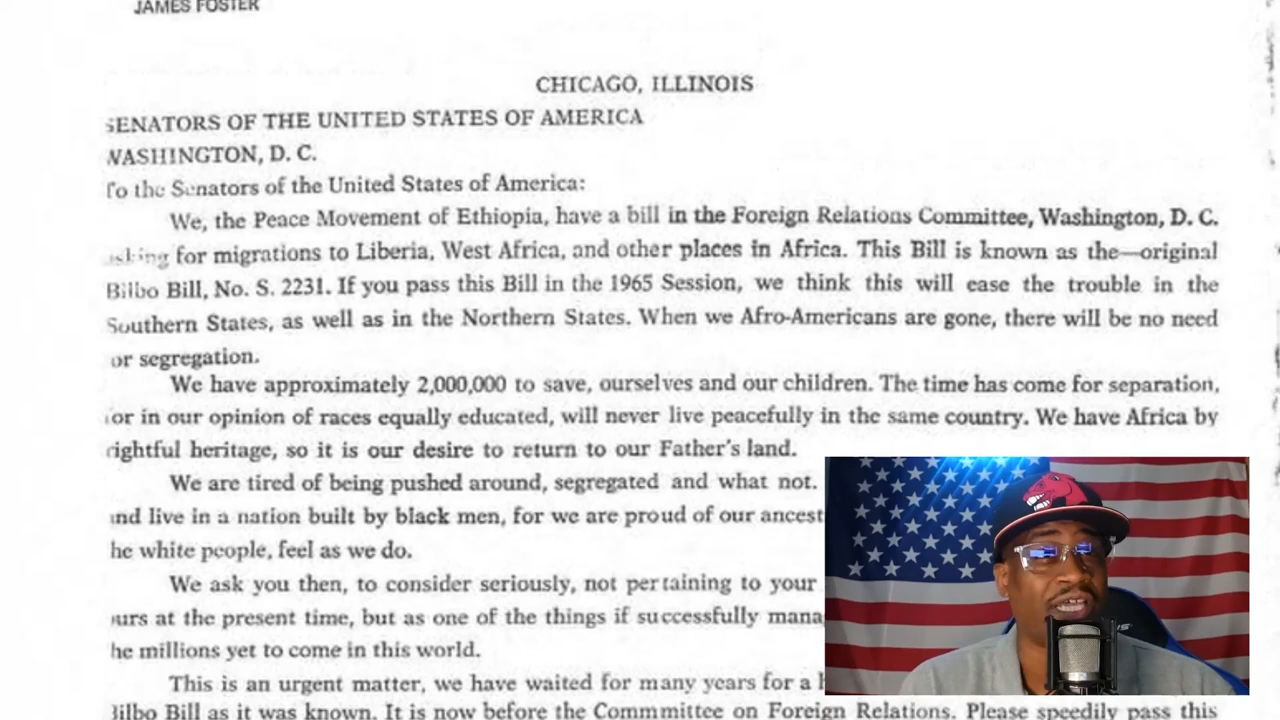 JAMES FOSTER
CHICAGO, ILLINOIS
SENATORS OF THE UNITED STATES OF AMERICA
WASHINGTON, D. C.
To the Senators of the United States of America:
We, the Peace Movement of Ethiopia, have a bill in the Foreign Relations Committee, Washington, D. C.
asking for migrations to Liberia, West Africa, and other places in Africa. This Bill is known as the—original
Bilbo Bill, No. S. 2231. If you pass this Bill in the 1965 Session, we think this will ease the trouble in the
Southern States, as well as in the Northern States. When we Afro-Americans are gone, there will be no need
or segregation.
We have approximately 2,000,000 to save, ourselves and our children. The time has come for separation,
or in our opinion of races equally educated, will never live peacefully in the same country. We have Africa by
rightful heritage, so it is our desire to return to our Father's land.
We are tired of being pushed around, segregated and what not.
and live in a nation built by black men, for we are proud of our ancest
he white people, feel as we do.
We ask you then, to consider seriously, not pertaining to your
urs at the present time, but as one of the things if successfully mana
he millions yet to come in this world.
This is an urgent matter, we have waited for many years for a
Bilbo Bill as it was known. It is now before the Commmittee on Foreign Relations. Please speedily pass this